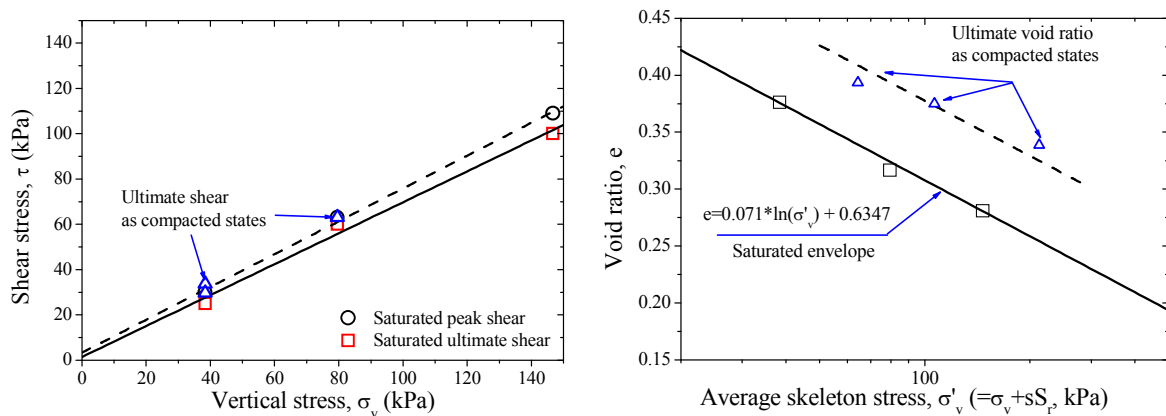 Shear stress, τ (kPa)
140
120
100
80
60
40
20
0
Ultimate shear
as compacted states
Saturated peak shear
Saturated ultimate shear
0 20 40 60 80 100 120 140
Vertical stress, σv (kPa)
Void ratio, e
0.45
0.40
0.35
0.30
0.25
0.20
0.15
Ultimate void ratio
as compacted states
e=0.071*ln(σ'v) + 0.6347
Saturated envelope
100
Average skeleton stress, σ'v (=σv+sSr, kPa)